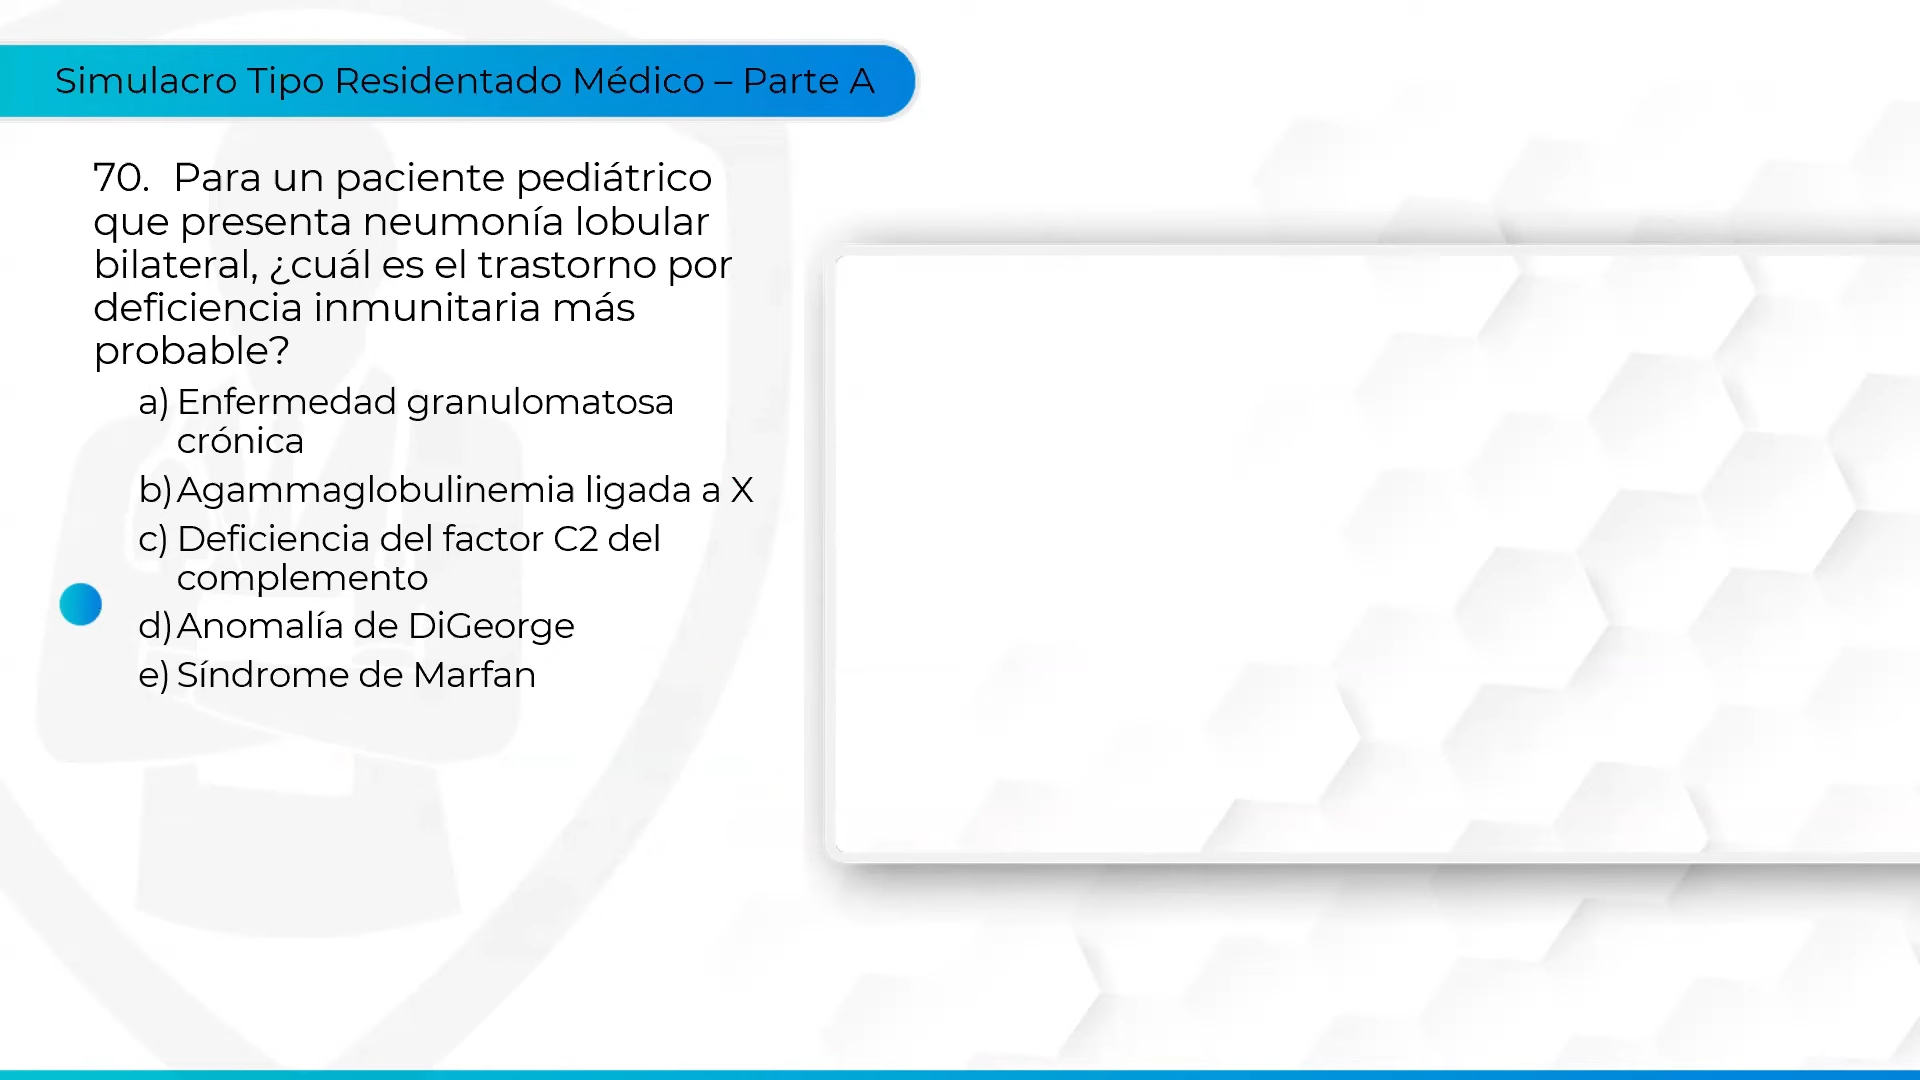 Simulacro Tipo Residentado Médico – Parte A
70. Para un paciente pediátrico
que presenta neumonía lobular
bilateral, ¿cuál es el trastorno por
deficiencia inmunitaria más
probable?
a) Enfermedad granulomatosa
crónica
b) Agammaglobulinemia ligada a X
c) Deficiencia del factor C2 del
complemento
d) Anomalía de DiGeorge
e) Síndrome de Marfan